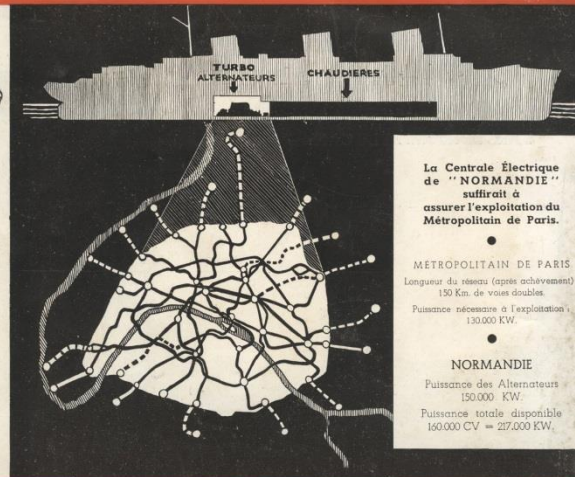 TURBO
ALTERNATEURS
CHAUDIERES
La Centrale Électrique
de "NORMANDIE"
suffirait à
assurer l'exploitation du
Métropolitain de Paris.
MÉTROPOLITAIN DE PARIS
Longueur du réseau (après achèvement)
150 Km. de voies doubles.
Puissance nécessaire à l'exploitation :
130.000 KW.
NORMANDIE
Puissance des Alternateurs
150.000 KW.
Puissance totale disponible
160.000 CV = 217.000 KW.